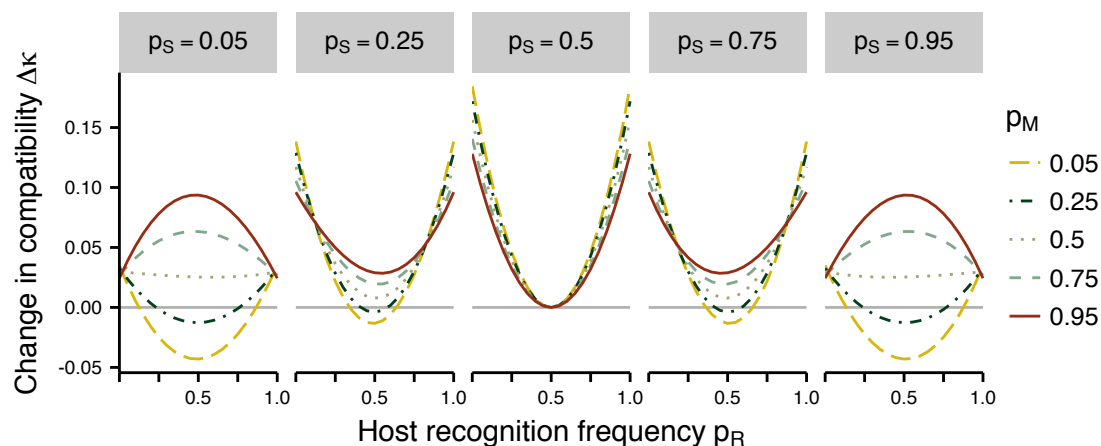 pS = 0.05
pS = 0.25
pS = 0.5
pS = 0.75
pS = 0.95
Change in compatibility Δκ
0.15
0.10
0.05
0.00
-0.05
0.5 1.0
0.5 1.0
0.5 1.0
0.5 1.0
0.5 1.0
Host recognition frequency pR
pM
0.05
0.25
0.5
0.75
0.95